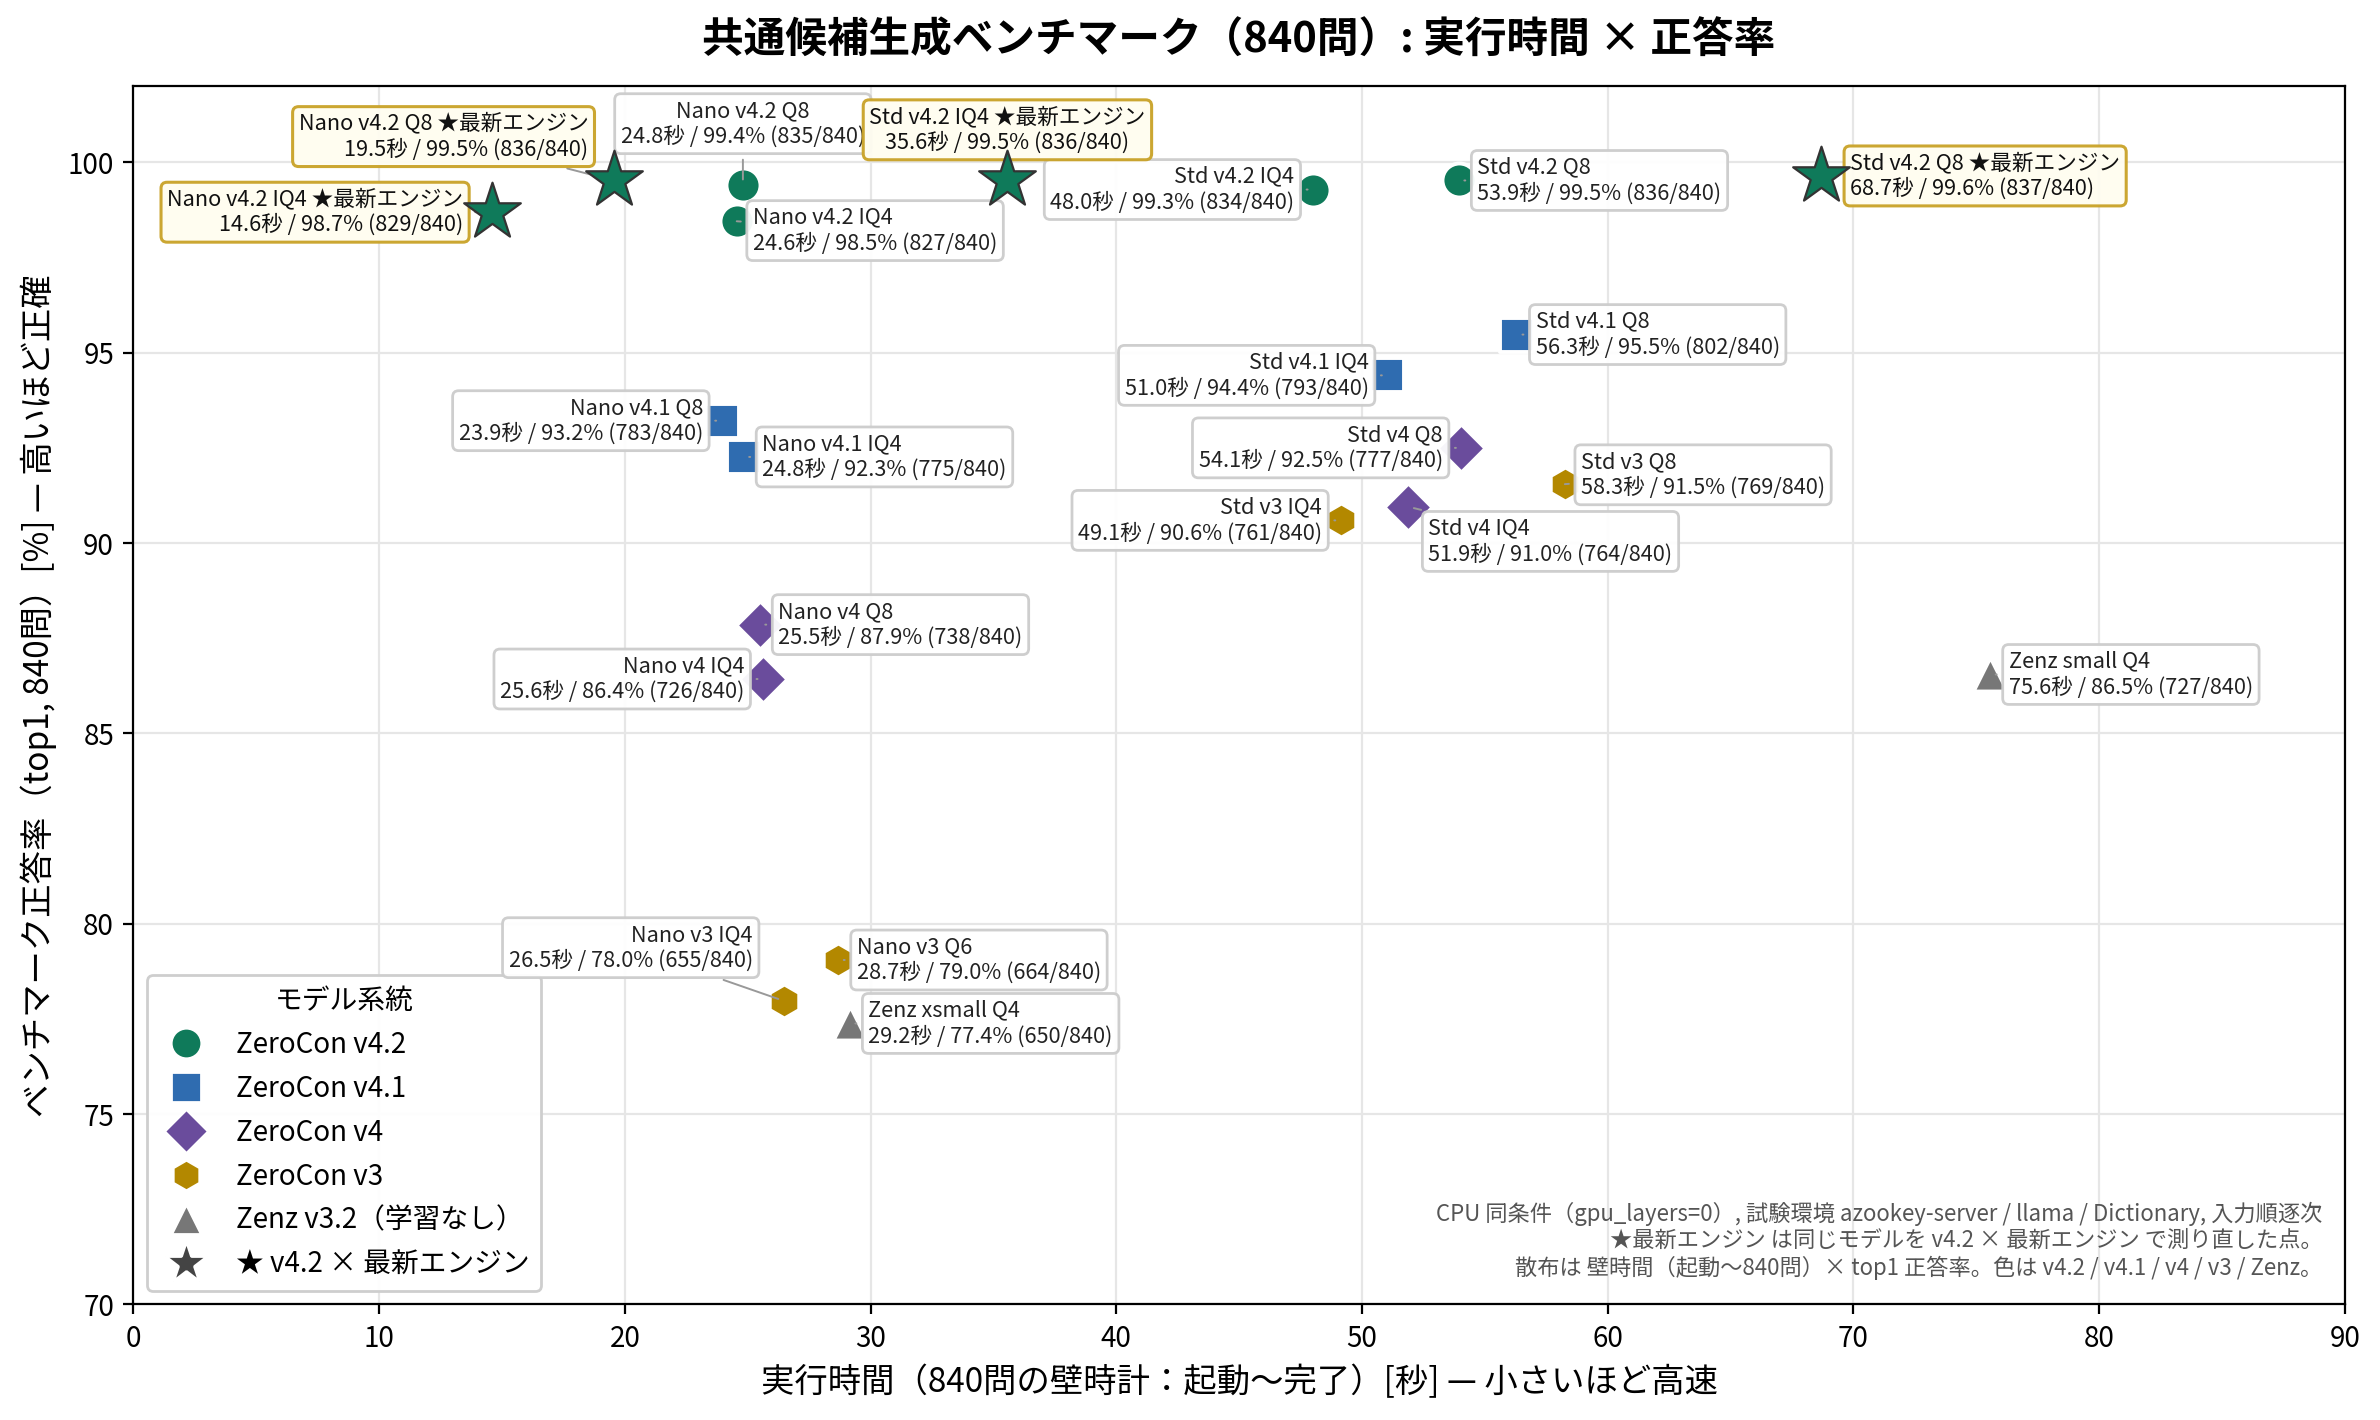 共通候補生成ベンチマーク（840問）: 実行時間 × 正答率
ベンチマーク正答率（top1, 840問）[%] — 高いほど正確
100
95
90
85
80
75
70
Nano v4.2 Q8 ★最新エンジン
19.5秒 / 99.5% (836/840)
Nano v4.2 Q8
24.8秒 / 99.4% (835/840)
Std v4.2 IQ4 ★最新エンジン
35.6秒 / 99.5% (836/840)
Nano v4.2 IQ4 ★最新エンジン
14.6秒 / 98.7% (829/840)
Nano v4.2 IQ4
24.6秒 / 98.5% (827/840)
Std v4.2 IQ4
48.0秒 / 99.3% (834/840)
Std v4.2 Q8
53.9秒 / 99.5% (836/840)
Std v4.2 Q8 ★最新エンジン
68.7秒 / 99.6% (837/840)
Std v4.1 Q8
56.3秒 / 95.5% (802/840)
Std v4.1 IQ4
51.0秒 / 94.4% (793/840)
Nano v4.1 Q8
23.9秒 / 93.2% (783/840)
Nano v4.1 IQ4
24.8秒 / 92.3% (775/840)
Std v4 Q8
54.1秒 / 92.5% (777/840)
Std v3 Q8
58.3秒 / 91.5% (769/840)
Std v3 IQ4
49.1秒 / 90.6% (761/840)
Std v4 IQ4
51.9秒 / 91.0% (764/840)
Nano v4 Q8
25.5秒 / 87.9% (738/840)
Nano v4 IQ4
25.6秒 / 86.4% (726/840)
Zenz small Q4
75.6秒 / 86.5% (727/840)
Nano v3 IQ4
26.5秒 / 78.0% (655/840)
Nano v3 Q6
28.7秒 / 79.0% (664/840)
Zenz xsmall Q4
29.2秒 / 77.4% (650/840)
モデル系統
ZeroCon v4.2
ZeroCon v4.1
ZeroCon v4
ZeroCon v3
Zenz v3.2（学習なし）
★ v4.2 × 最新エンジン
CPU 同条件（gpu_layers=0）, 試験環境 azookey-server / llama / Dictionary, 入力順逐次
★最新エンジン は同じモデルを v4.2 × 最新エンジン で測り直した点。
散布は 壁時間（起動～840問）× top1 正答率。色は v4.2 / v4.1 / v4 / v3 / Zenz。
0 10 20 30 40 50 60 70 80 90
実行時間（840問の壁時計：起動～完了）[秒] — 小さいほど高速